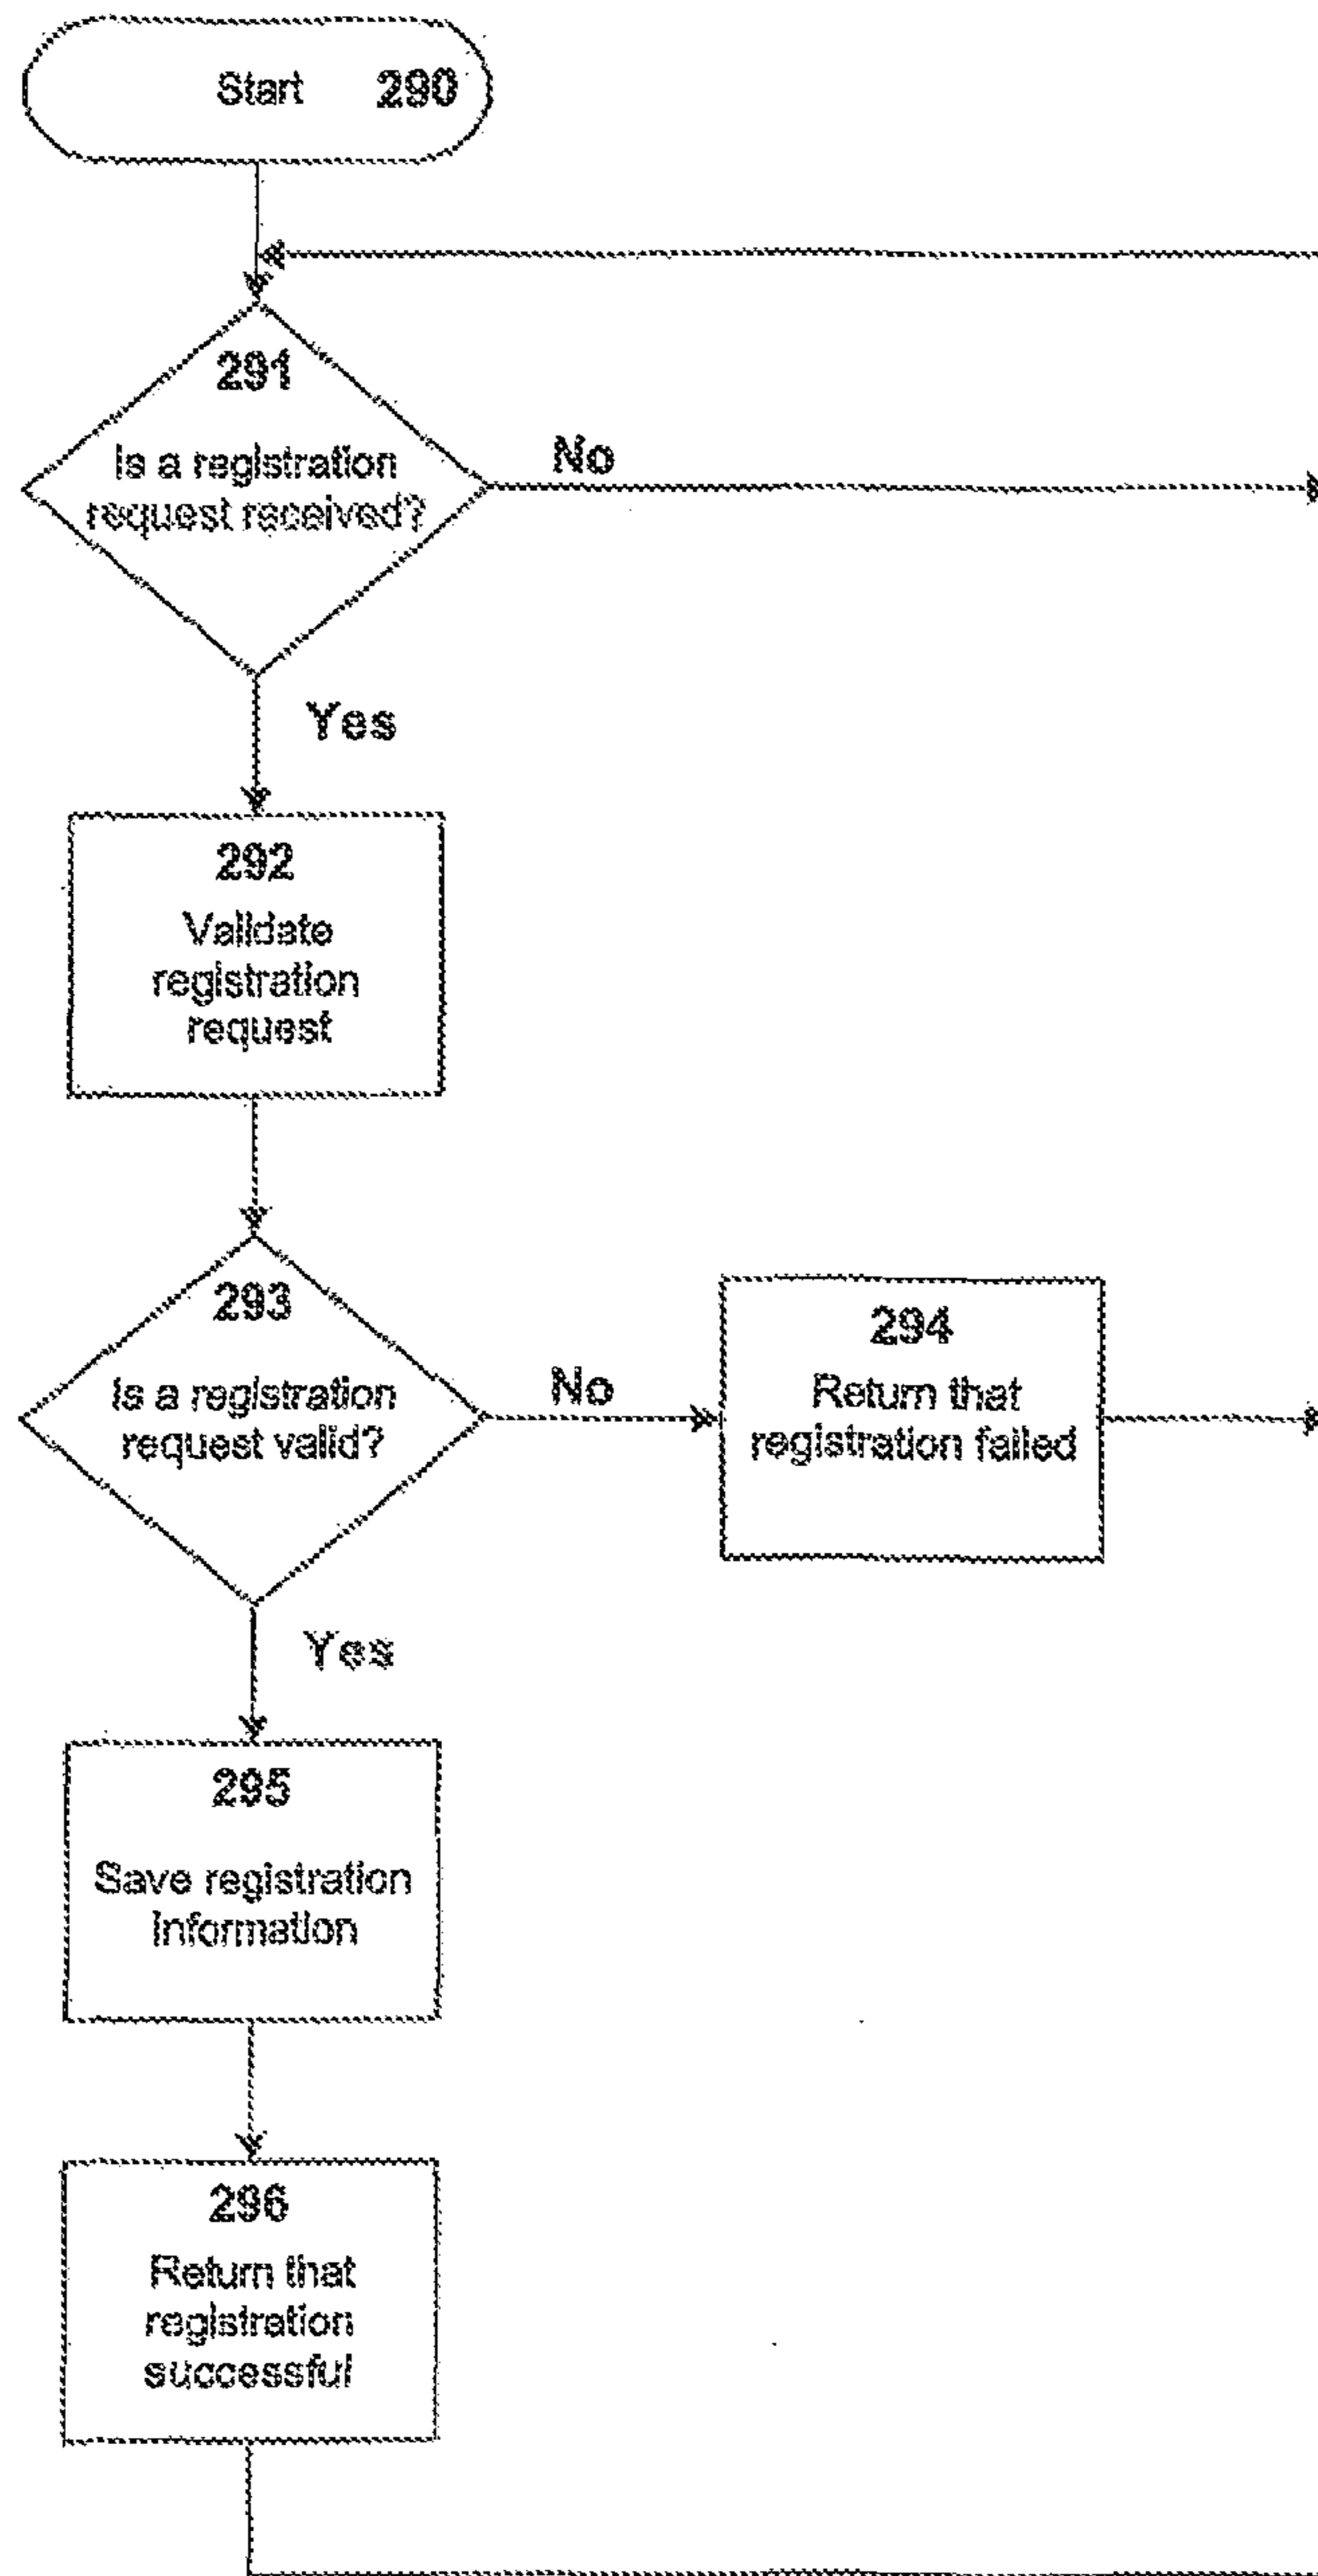 Start 290
291
Is a registration
request received?
No
Yes
292
Validate
registration
request
293
Is a registration
request valid?
No
294
Return that
registration failed
Yes
295
Save registration
information
296
Return that
registration
successful